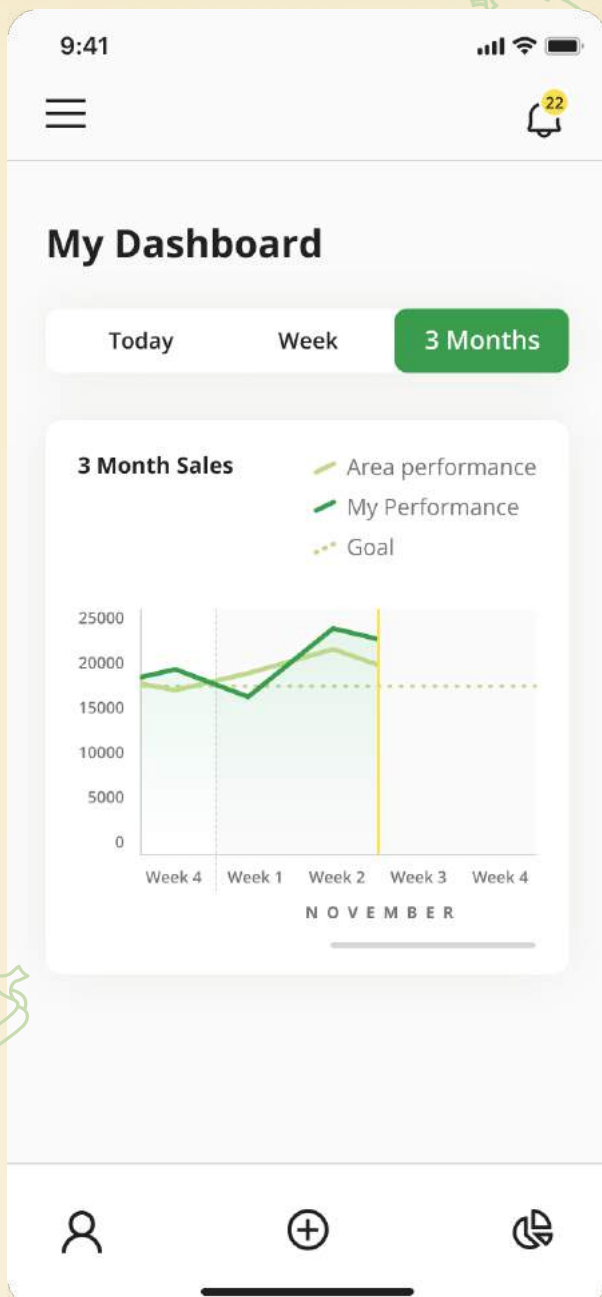 9:41
22
My Dashboard
Today Week 3 Months
3 Month Sales
Area performance
My Performance
Goal
25000
20000
15000
10000
5000
0
Week 4 Week 1 Week 2 Week 3 Week 4
NOVEMBER